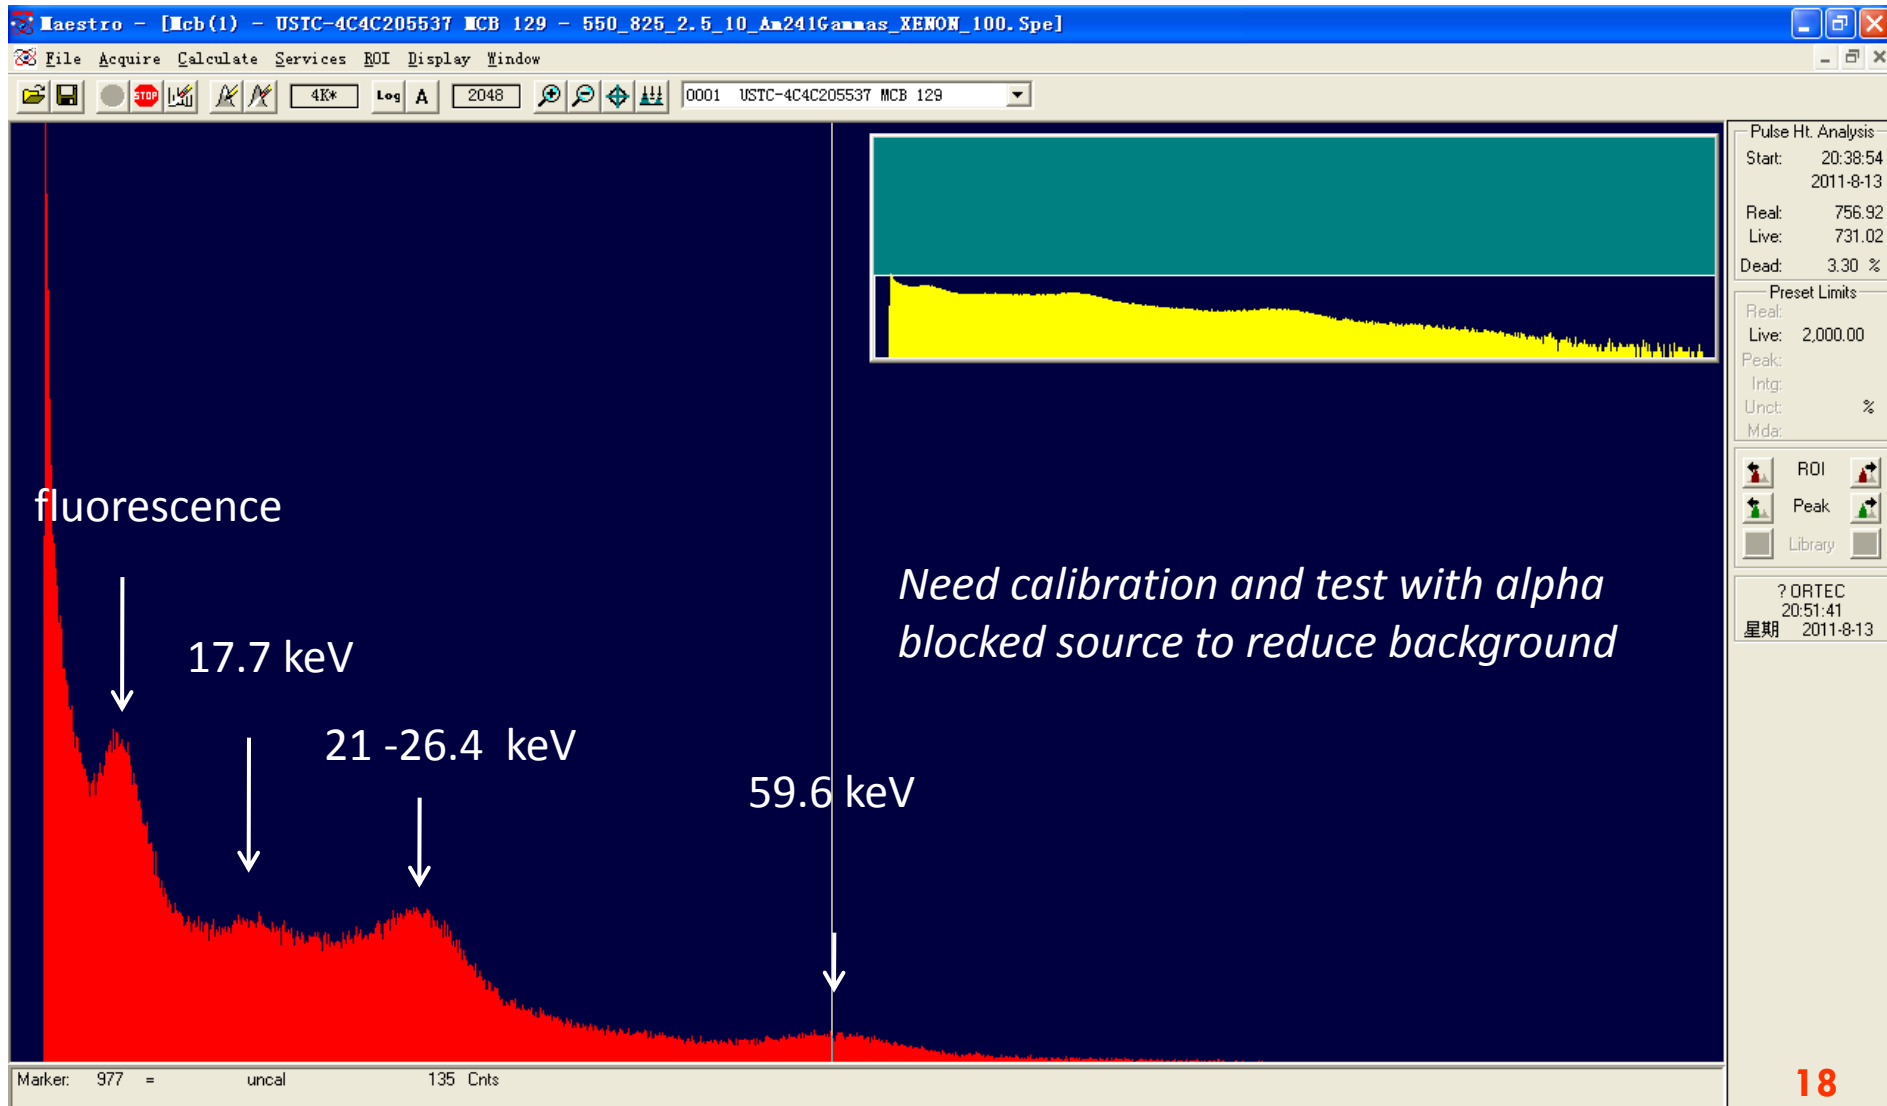 Maestro - [Mcb(1) - USTC-4C4C205537 MCB 129 - 550_825_2.5_10_Am241Gammas_XENON_100.Spe]
File Acquire Calculate Services ROI Display Window
STOP 4K* Log A 2048 0001 USTC-4C4C205537 MCB 129
Pulse Ht. Analysis
Start: 20:38:54
2011-8-13
Real: 756.92
Live: 731.02
Dead: 3.30 %
Preset Limits
Real:
Live: 2,000.00
Peak:
Intg:
Unct: %
Mda:
ROI
Peak
Library
? ORTEC
20:51:41
星期 2011-8-13
fluorescence
17.7 keV
21 -26.4 keV
59.6 keV
Need calibration and test with alpha
blocked source to reduce background
Marker: 977 = uncal 135 Cnts
18